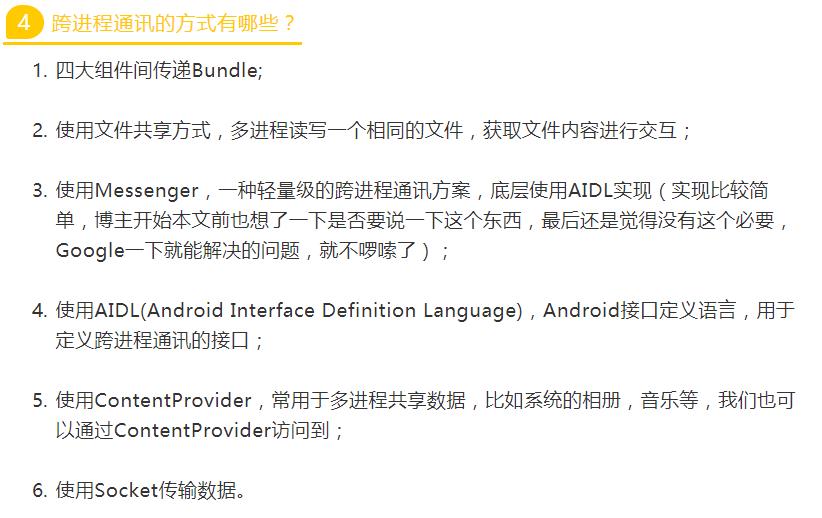 4 跨进程通讯的方式有哪些？
1. 四大组件间传递Bundle;
2. 使用文件共享方式，多进程读写一个相同的文件，获取文件内容进行交互；
3. 使用Messenger，一种轻量级的跨进程通讯方案，底层使用AIDL实现（实现比较简
单，博主开始本文前也想了一下是否要说一下这个东西，最后还是觉得没有这个必要，
Google一下就能解决的问题，就不啰嗦了）；
4. 使用AIDL(Android Interface Definition Language)，Android接口定义语言，用于
定义跨进程通讯的接口；
5. 使用ContentProvider，常用于多进程共享数据，比如系统的相册，音乐等，我们也可
以通过ContentProvider访问到；
6. 使用Socket传输数据。